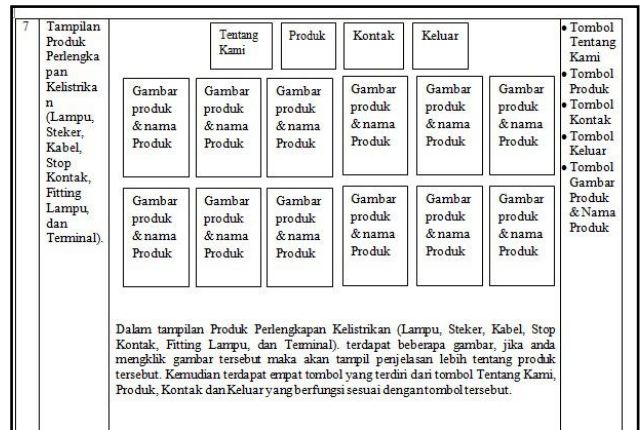 7
Tampilan
Produk
Perlengka
pan
Kelistrika
n
(Lampu,
Steker,
Kabel,
Stop
Kontak,
Fitting
Lampu,
dan
Terminal).
Tentang
Kami
Produk
Kontak
Keluar
Gambar
produk
& nama
Produk
Gambar
produk
& nama
Produk
Gambar
produk
& nama
Produk
Gambar
produk
& nama
Produk
Gambar
produk
& nama
Produk
Gambar
produk
& nama
Produk
Gambar
produk
& nama
Produk
Gambar
produk
& nama
Produk
Gambar
produk
& nama
Produk
Gambar
produk
& nama
Produk
Gambar
produk
& nama
Produk
Gambar
produk
& nama
Produk
Dalam tampilan Produk Perlengkapan Kelistrikan (Lampu, Steker, Kabel, Stop
Kontak, Fitting Lampu, dan Terminal). terdapat beberapa gambar, jika anda
mengklik gambar tersebut maka akan tampil penjelasan lebih tentang produk
tersebut. Kemudian terdapat empat tombol yang terdiri dari tombol Tentang Kami,
Produk, Kontak dan Keluar yang berfungsi sesuai dengan tombol tersebut.
• Tombol
Tentang
Kami
• Tombol
Produk
• Tombol
Kontak
• Tombol
Keluar
• Tombol
Gambar
Produk
& Nama
Produk